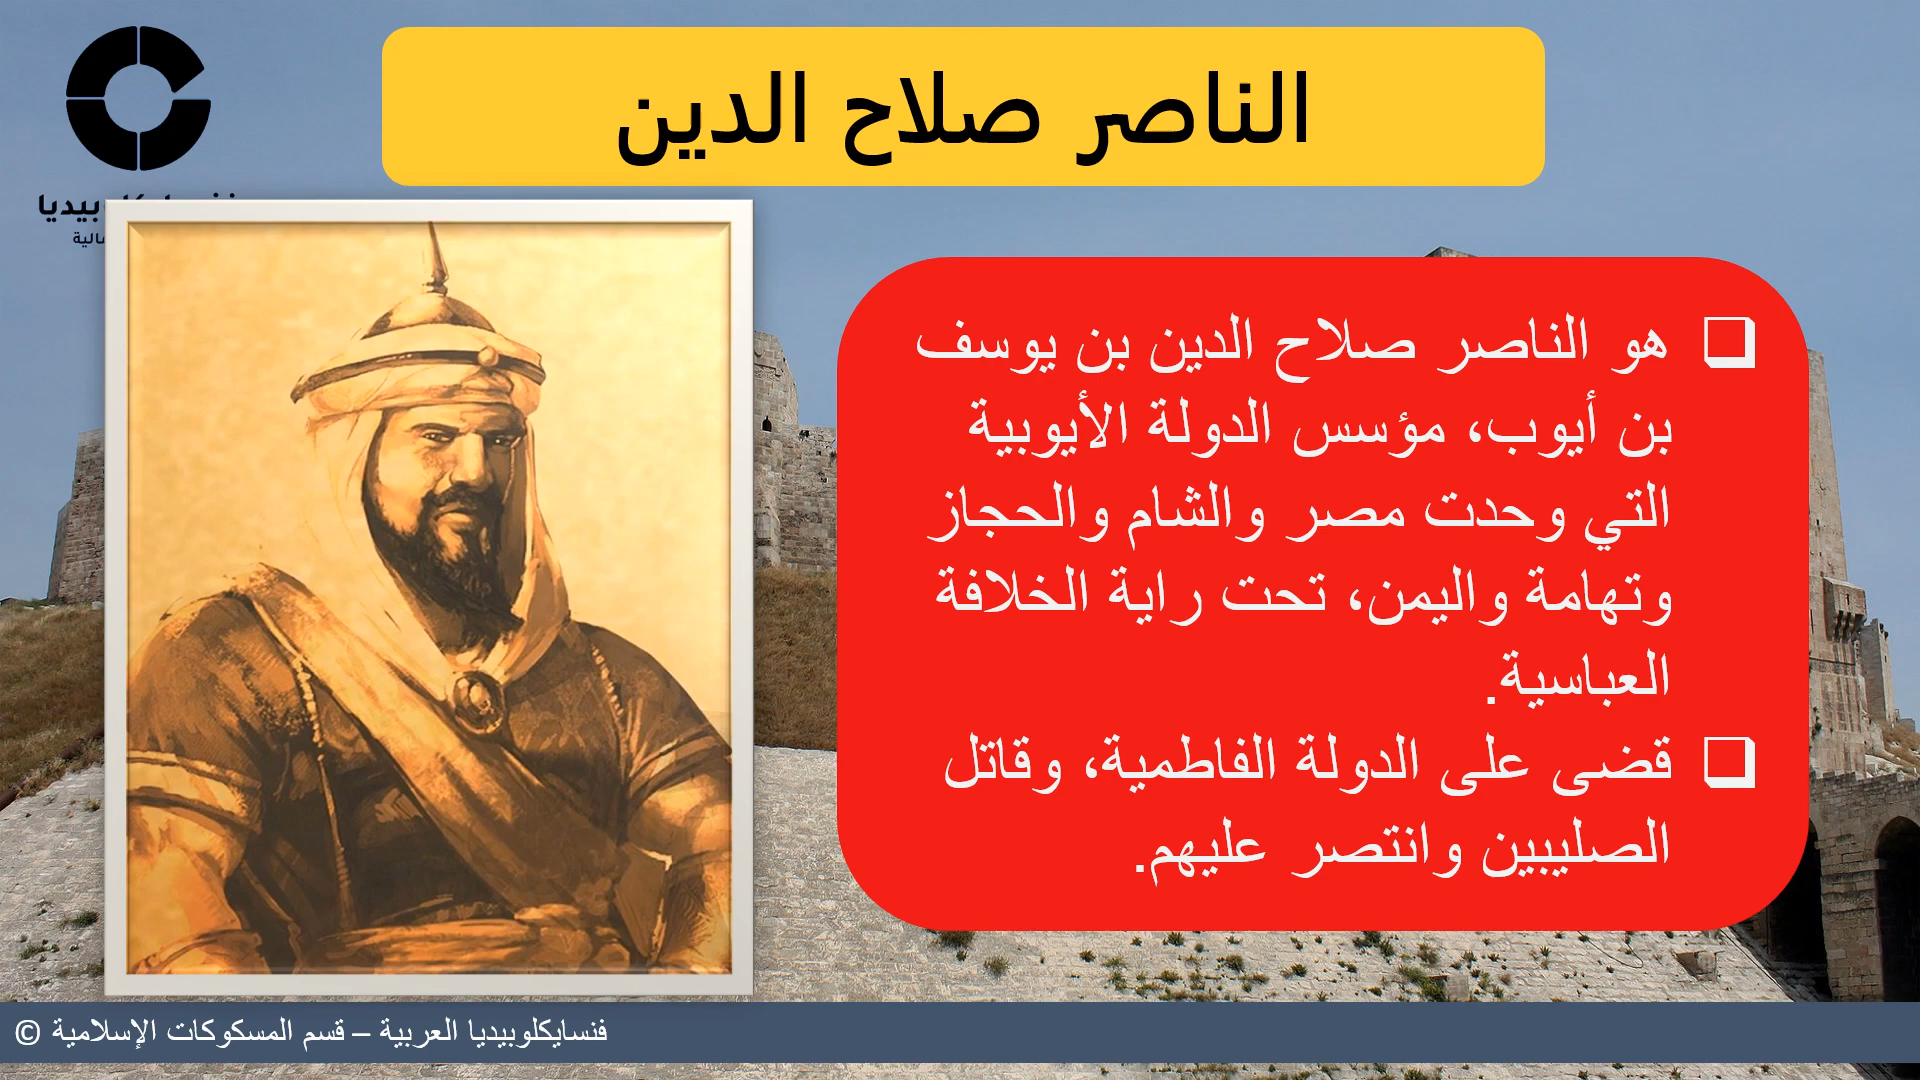 الناصر صلاح الدين
هو الناصر صلاح الدين بن يوسف
بن أيوب، مؤسس الدولة الأيوبية
التي وحدت مصر والشام والحجاز
وتهامة واليمن، تحت راية الخلافة
العباسية.
قضى على الدولة الفاطمية، وقاتل
الصليبيين وانتصر عليهم.
فنسايكلوبيديا العربية – قسم المسكوكات الإسلامية ©